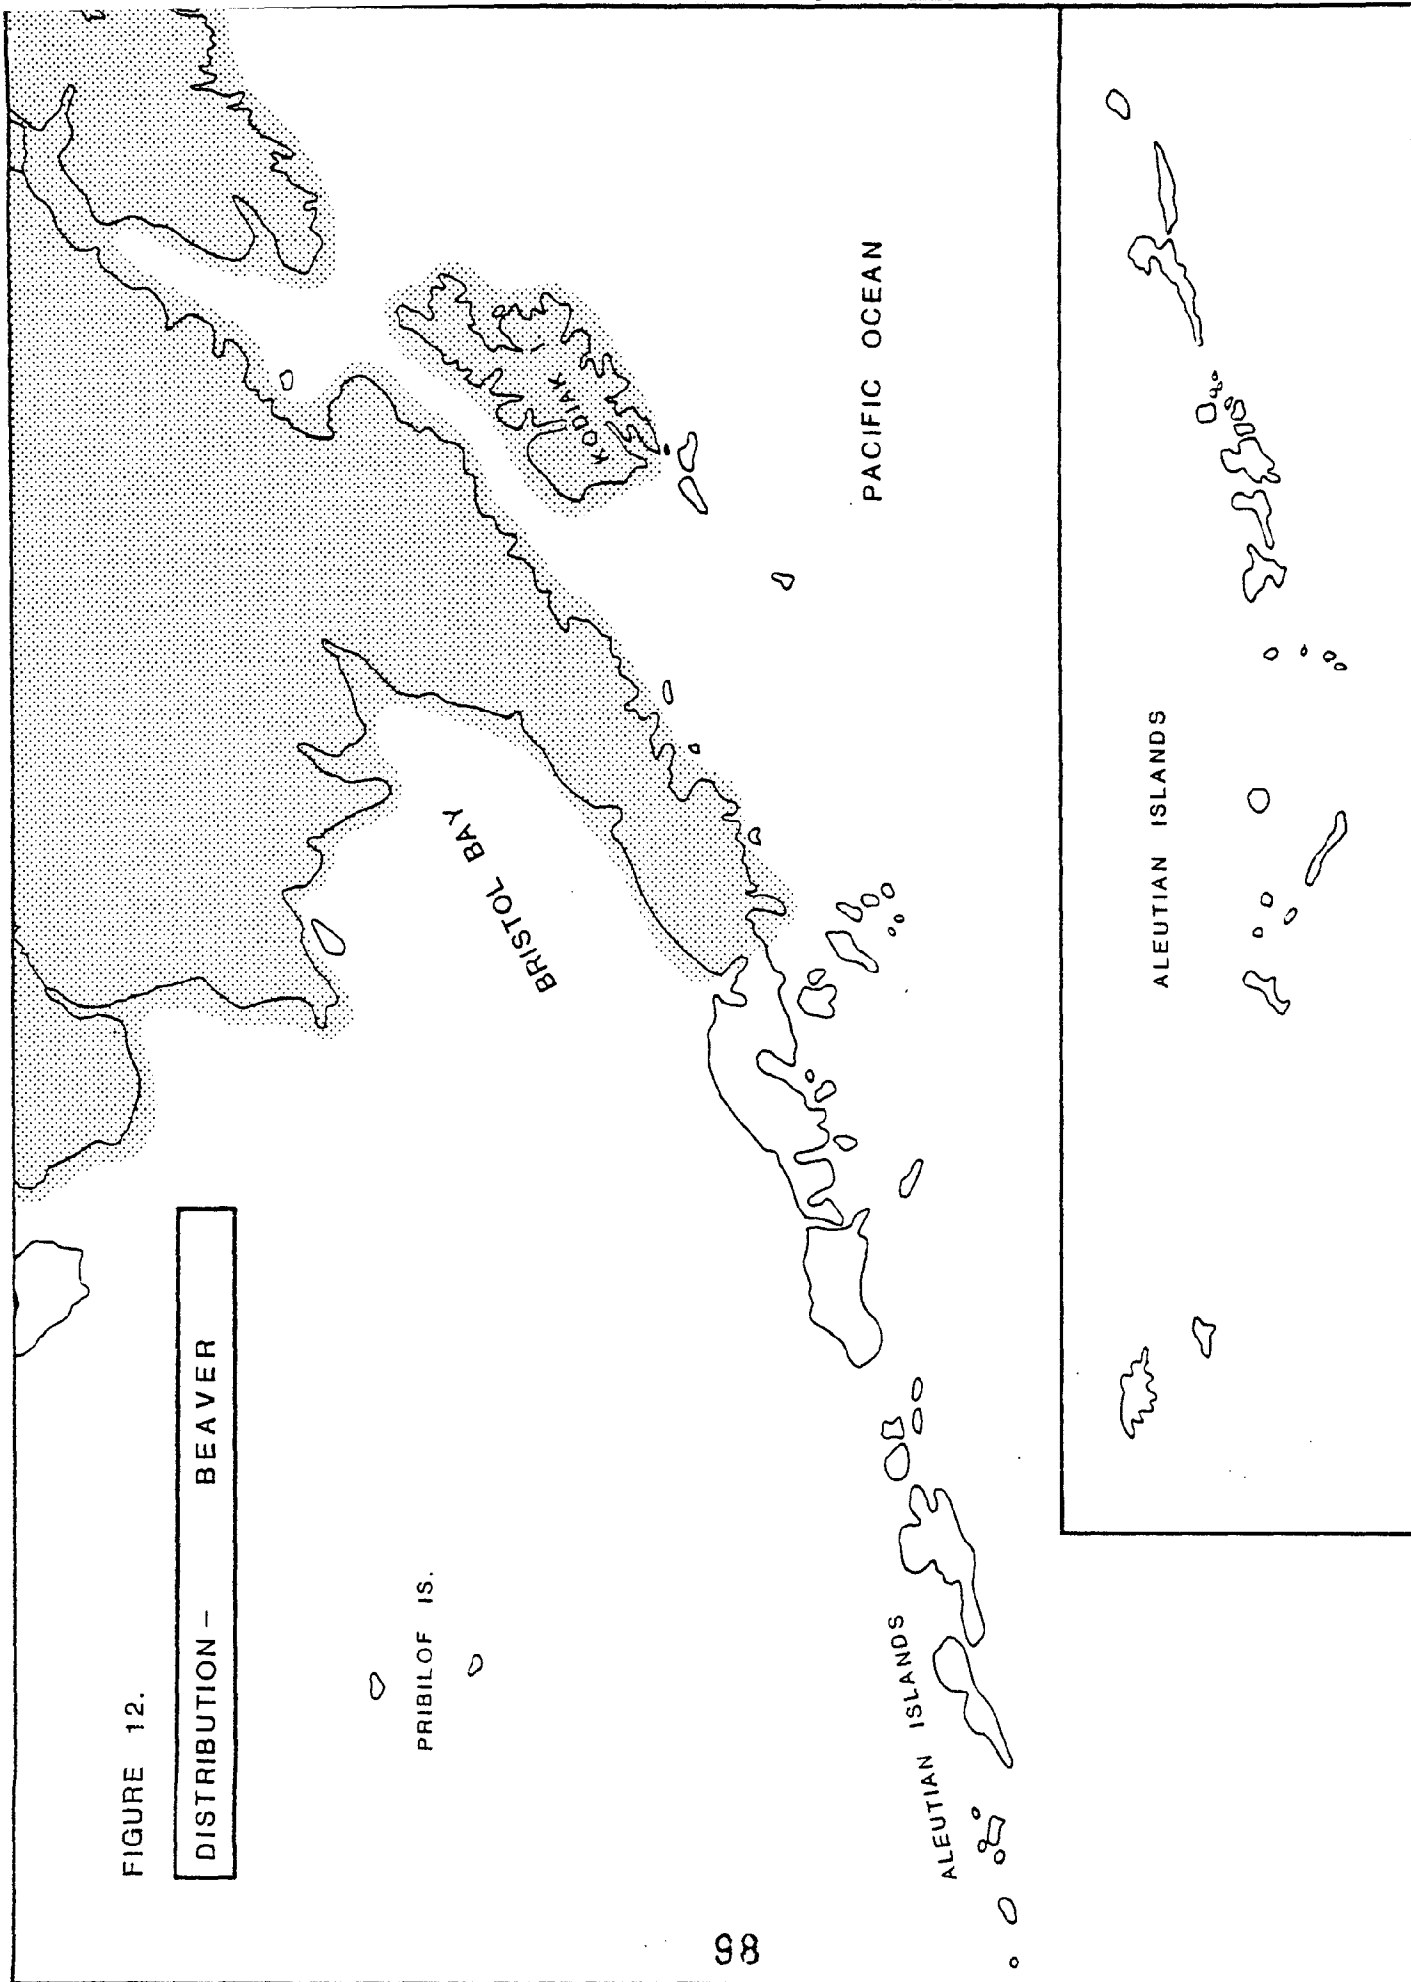 FIGURE 12.
DISTRIBUTION – BEAVER
PRIBILOF IS.
BRISTOL BAY
KODIAK
PACIFIC OCEAN
ALEUTIAN ISLANDS
ALEUTIAN ISLANDS
98